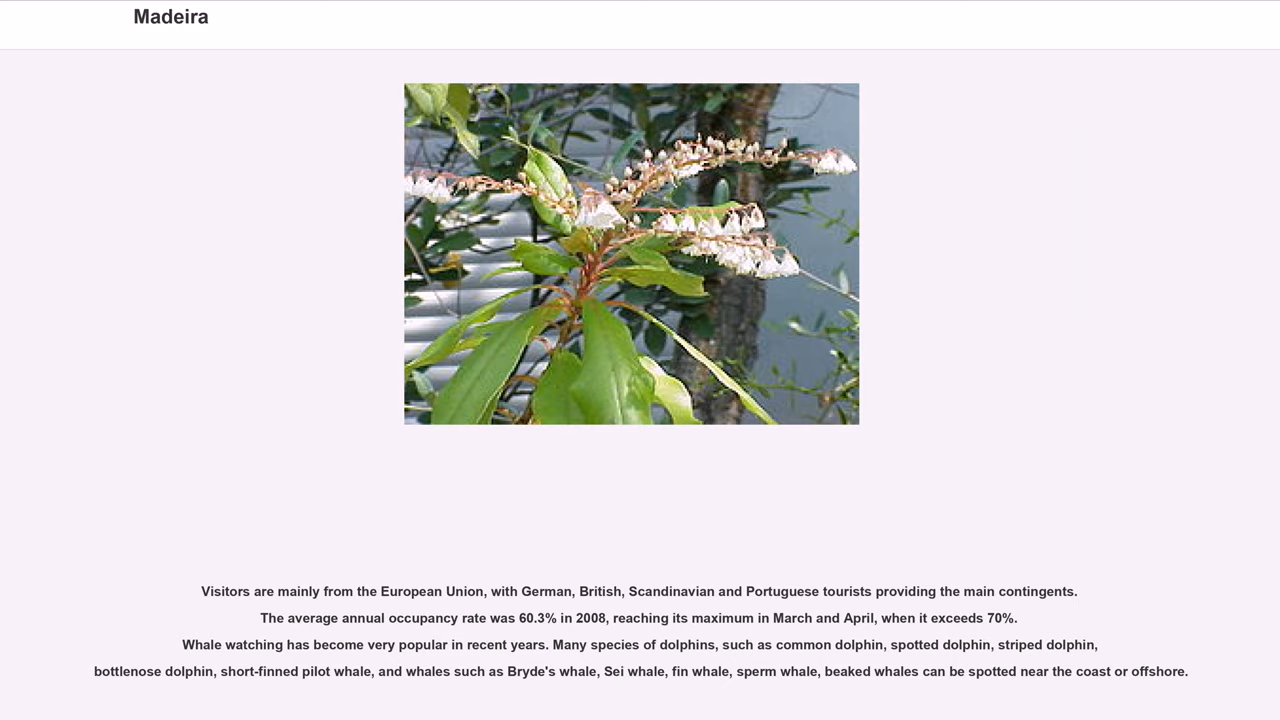 Madeira
Visitors are mainly from the European Union, with German, British, Scandinavian and Portuguese tourists providing the main contingents.
The average annual occupancy rate was 60.3% in 2008, reaching its maximum in March and April, when it exceeds 70%.
Whale watching has become very popular in recent years. Many species of dolphins, such as common dolphin, spotted dolphin, striped dolphin,
bottlenose dolphin, short-finned pilot whale, and whales such as Bryde's whale, Sei whale, fin whale, sperm whale, beaked whales can be spotted near the coast or offshore.